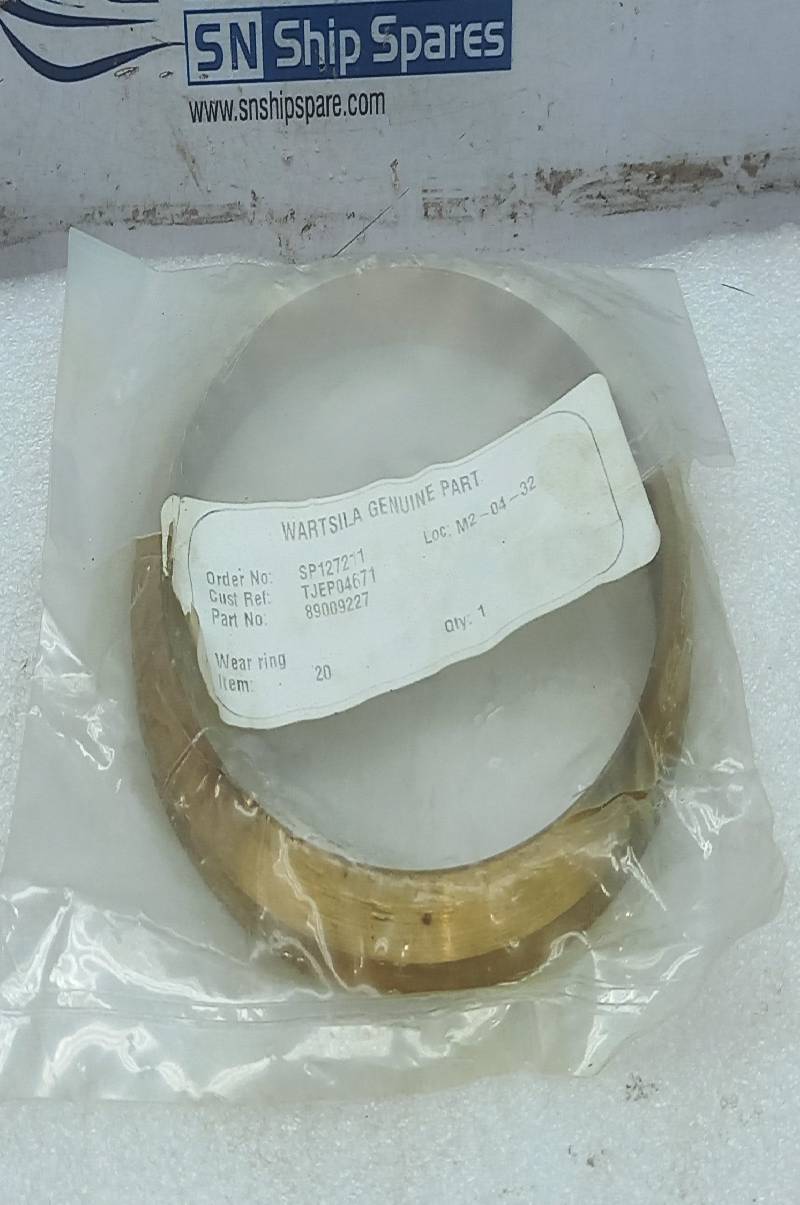 SN Ship Spares
www.snshipspare.com
WARTSILA GENUINE PART
Order No: SP127211 Loc: M2-04-32
Cust Ref: TJEP04671
Part No: 89009227
Wear ring Qty: 1
Item: 20